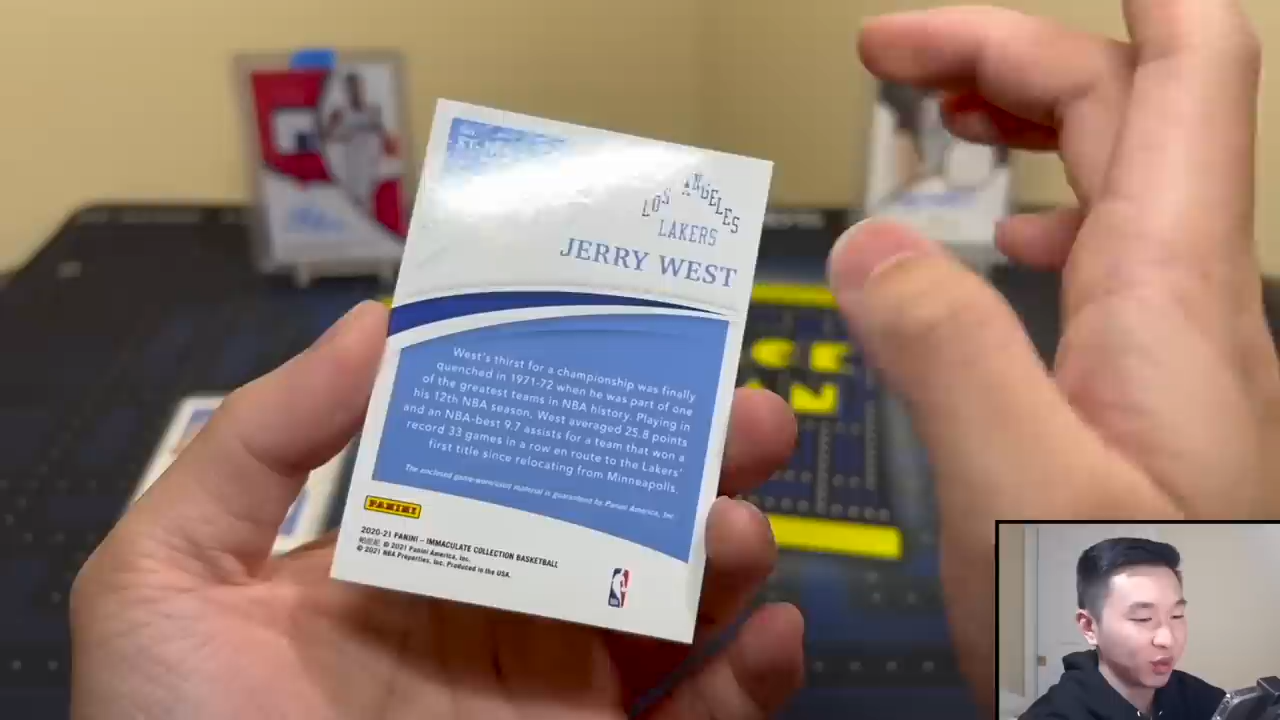 LOS ANGELES
LAKERS
JERRY WEST
West's thirst for a championship was finally
quenched in 1971-72 when he was part of one
of the greatest teams in NBA history. Playing in
his 12th NBA season, West averaged 25.8 points
and an NBA-best 9.7 assists for a team that won a
record 33 games in a row en route to the Lakers'
first title since relocating from Minneapolis.
The enclosed game-worn/used material is guaranteed by Panini America, Inc.
PANINI
2020-21 PANINI – IMMACULATE COLLECTION BASKETBALL
© 2021 Panini America, Inc.
© 2021 NBA Properties, Inc. Produced in the USA.